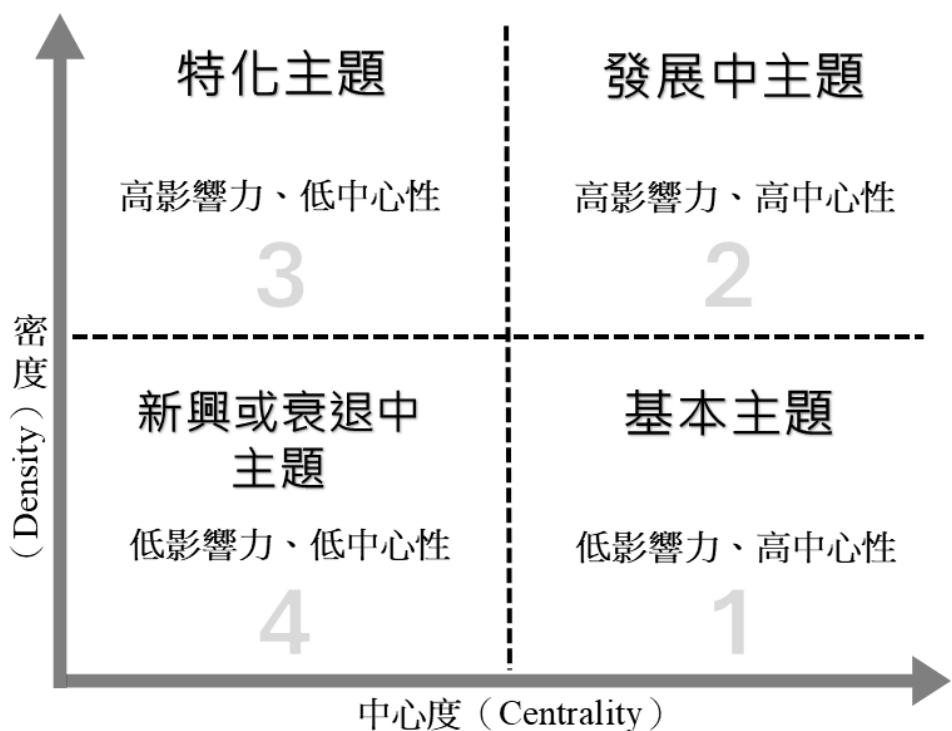 特化主題
高影響力、低中心性
3
發展中主題
高影響力、高中心性
2
新興或衰退中
主題
低影響力、低中心性
4
基本主題
低影響力、高中心性
1
密度（Density）
中心度（Centrality）